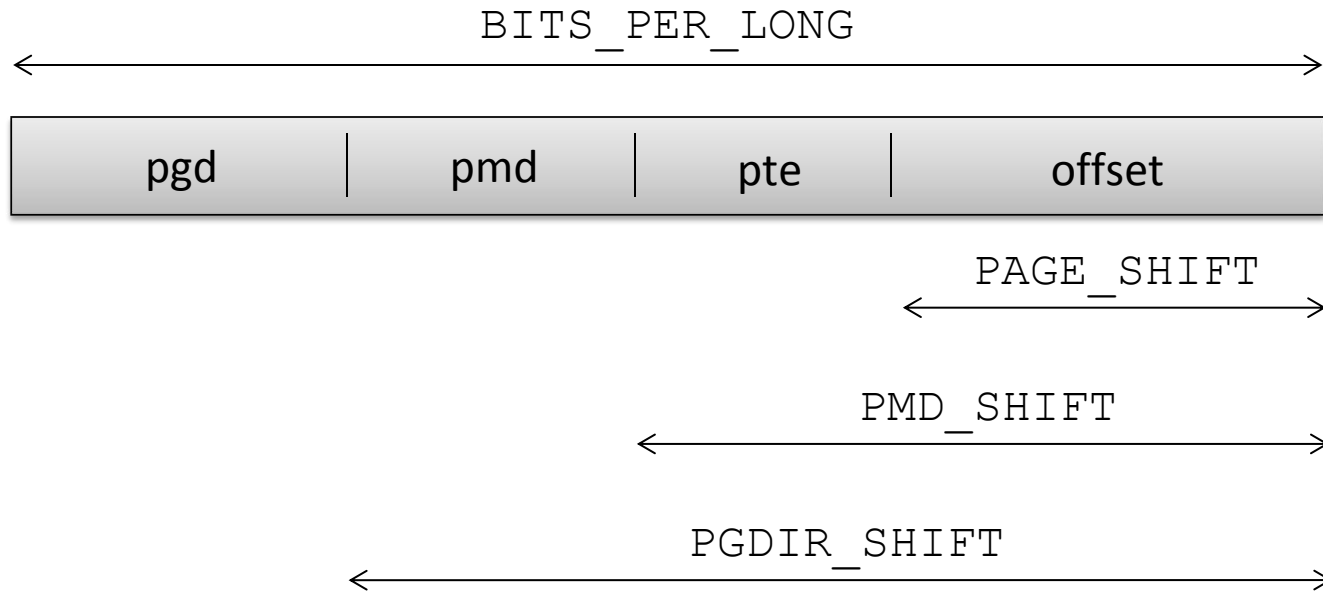 BITS_PER_LONG
pgd pmd pte offset
PAGE_SHIFT
PMD_SHIFT
PGDIR_SHIFT